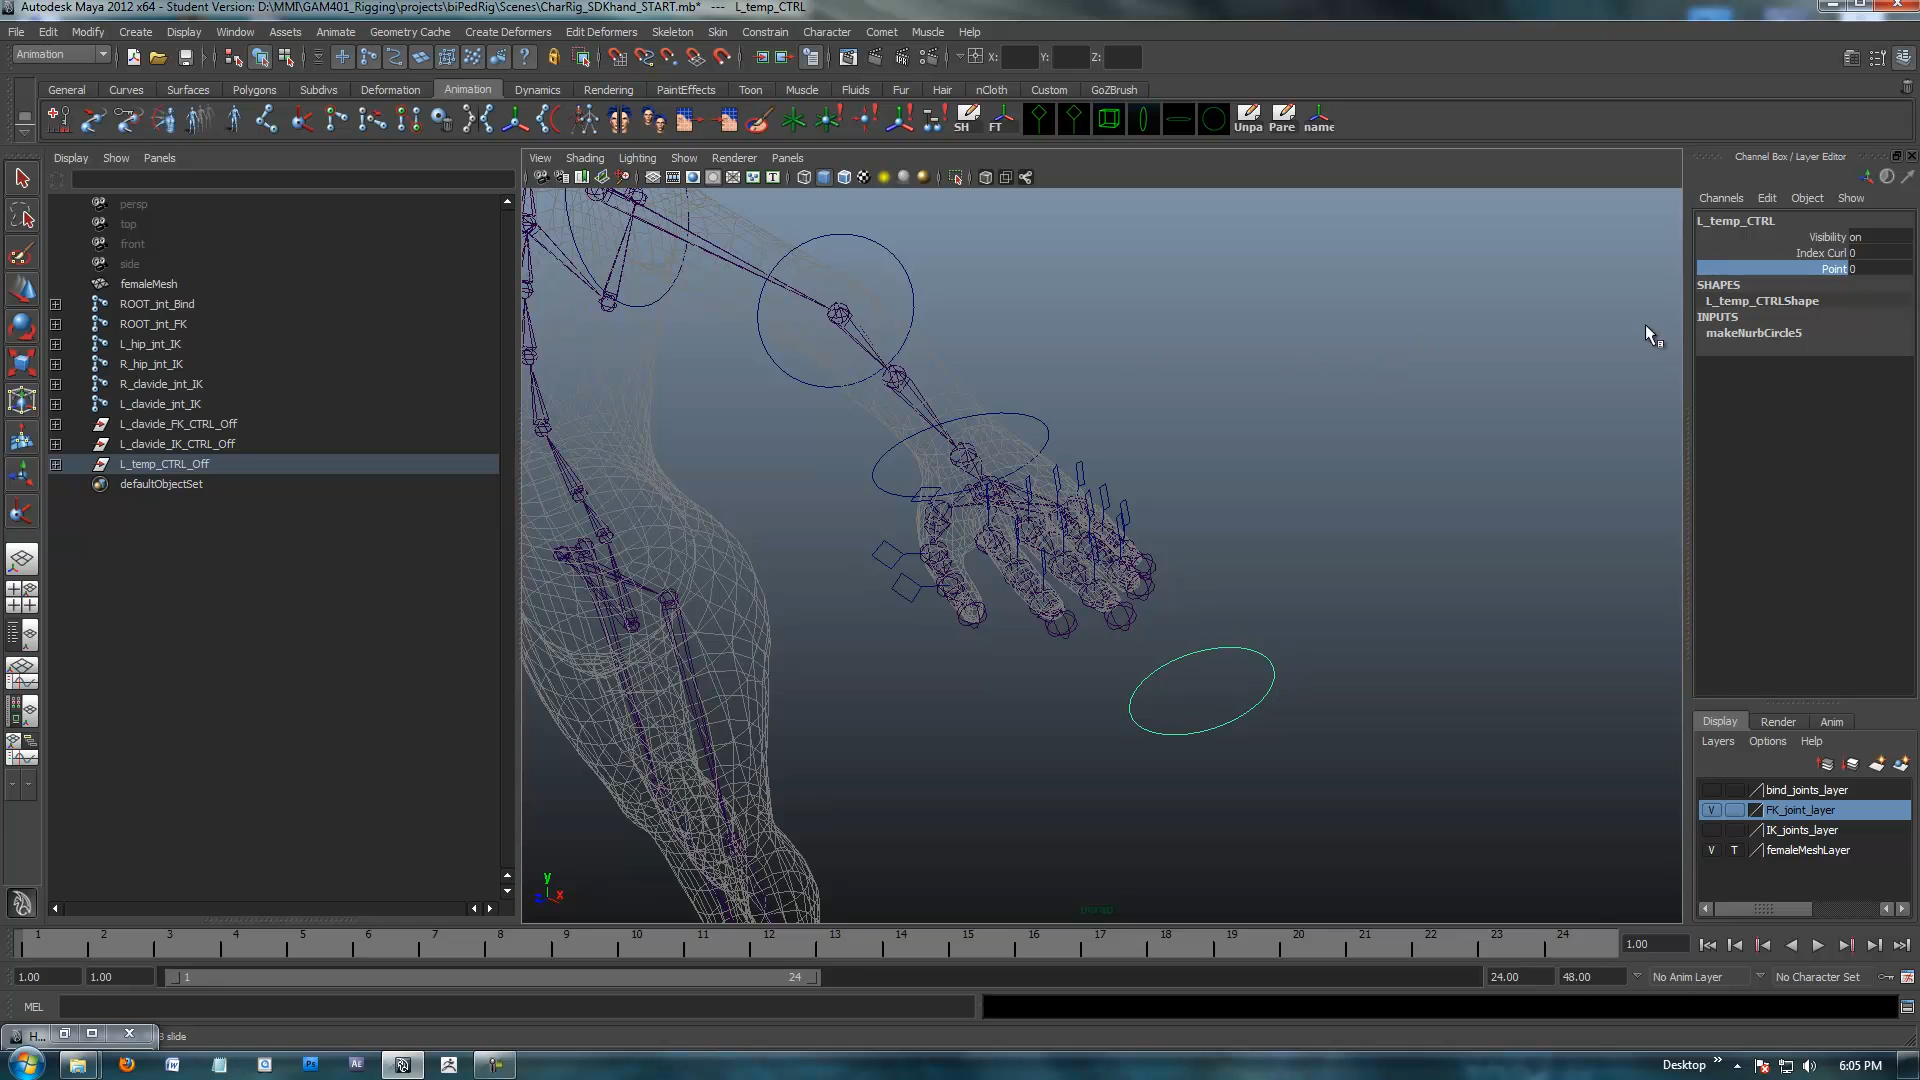 Autodesk Maya 2012 x64 - Student Version: D:\MMI\GAM401_Rigging\projects\biPedRig\Scenes\CharRig_SDKhand_START.mb* --- L_temp_CTRL
File Edit Modify Create Display Window Assets Animate Geometry Cache Create Deformers Edit Deformers Skeleton Skin Constrain Character Comet Muscle Help
Animation X: Y: Z:
General Curves Surfaces Polygons Subdivs Deformation Animation Dynamics Rendering PaintEffects Toon Muscle Fluids Fur Hair nCloth Custom GoZBrush
SH FT Unpa Pare name
Display Show Panels
View Shading Lighting Show Renderer Panels
Channel Box / Layer Editor
Channels Edit Object Show
persp
top
front
side
femaleMesh
ROOT_jnt_Bind
ROOT_jnt_FK
L_hip_jnt_IK
R_hip_jnt_IK
R_clavicle_jnt_IK
L_clavicle_jnt_IK
L_clavicle_FK_CTRL_Off
L_clavicle_IK_CTRL_Off
L_temp_CTRL_Off
defaultObjectSet
L_temp_CTRL
Visibility on
Index Curl 0
Point 0
SHAPES
L_temp_CTRLShape
INPUTS
makeNurbCircle5
y
z x
persp
Display Render Anim
Layers Options Help
bind_joints_layer
V FK_joint_layer
IK_joints_layer
V T femaleMeshLayer
1 2 3 4 5 6 7 8 9 10 11 12 13 14 15 16 17 18 19 20 21 22 23 24 1.00
1.00 1.00 1 24 24.00 48.00 No Anim Layer No Character Set
MEL
H... slide
W Ps Ae Desktop 6:05 PM